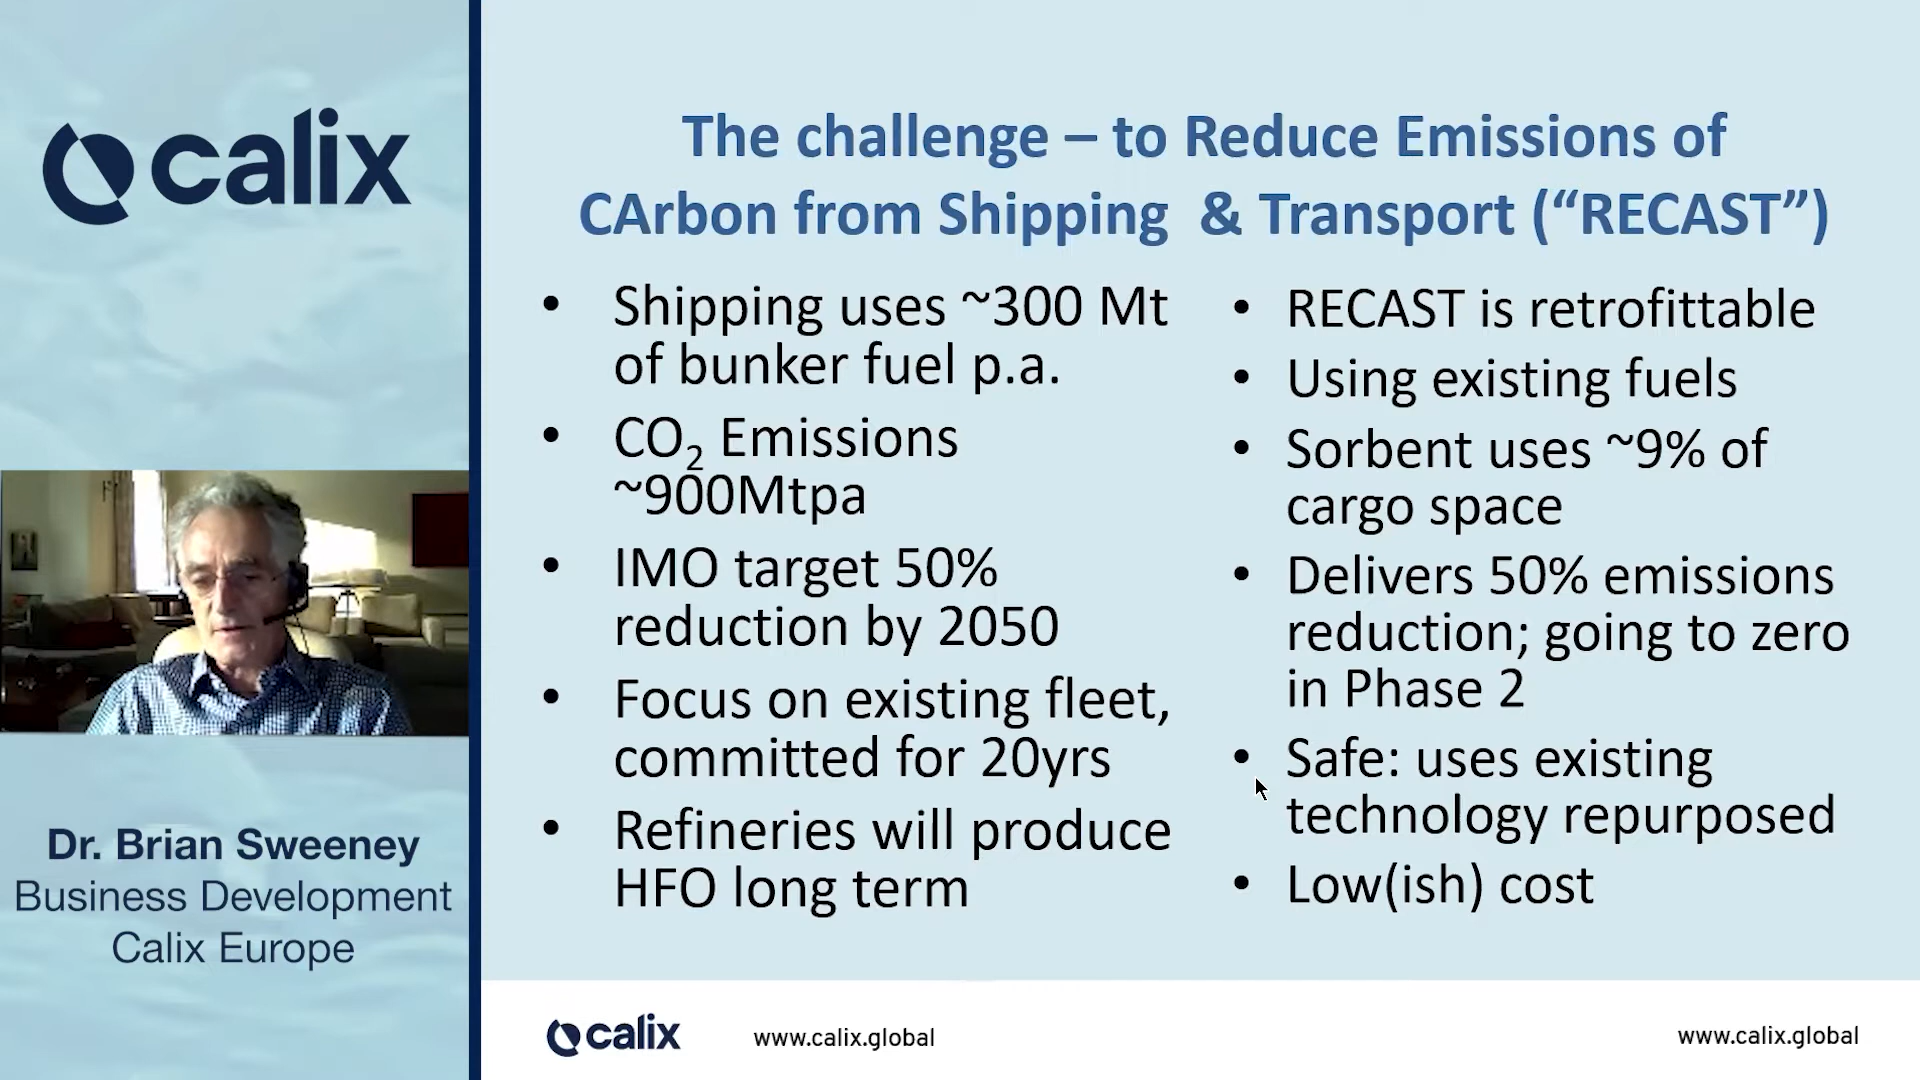 calix
The challenge – to Reduce Emissions of
CArbon from Shipping & Transport (“RECAST”)
• Shipping uses ~300 Mt
of bunker fuel p.a.
• CO₂ Emissions
~900Mtpa
• IMO target 50%
reduction by 2050
• Focus on existing fleet,
committed for 20yrs
• Refineries will produce
HFO long term
• RECAST is retrofittable
• Using existing fuels
• Sorbent uses ~9% of
cargo space
• Delivers 50% emissions
reduction; going to zero
in Phase 2
• Safe: uses existing
technology repurposed
• Low(ish) cost
Dr. Brian Sweeney
Business Development
Calix Europe
calix
www.calix.global
www.calix.global